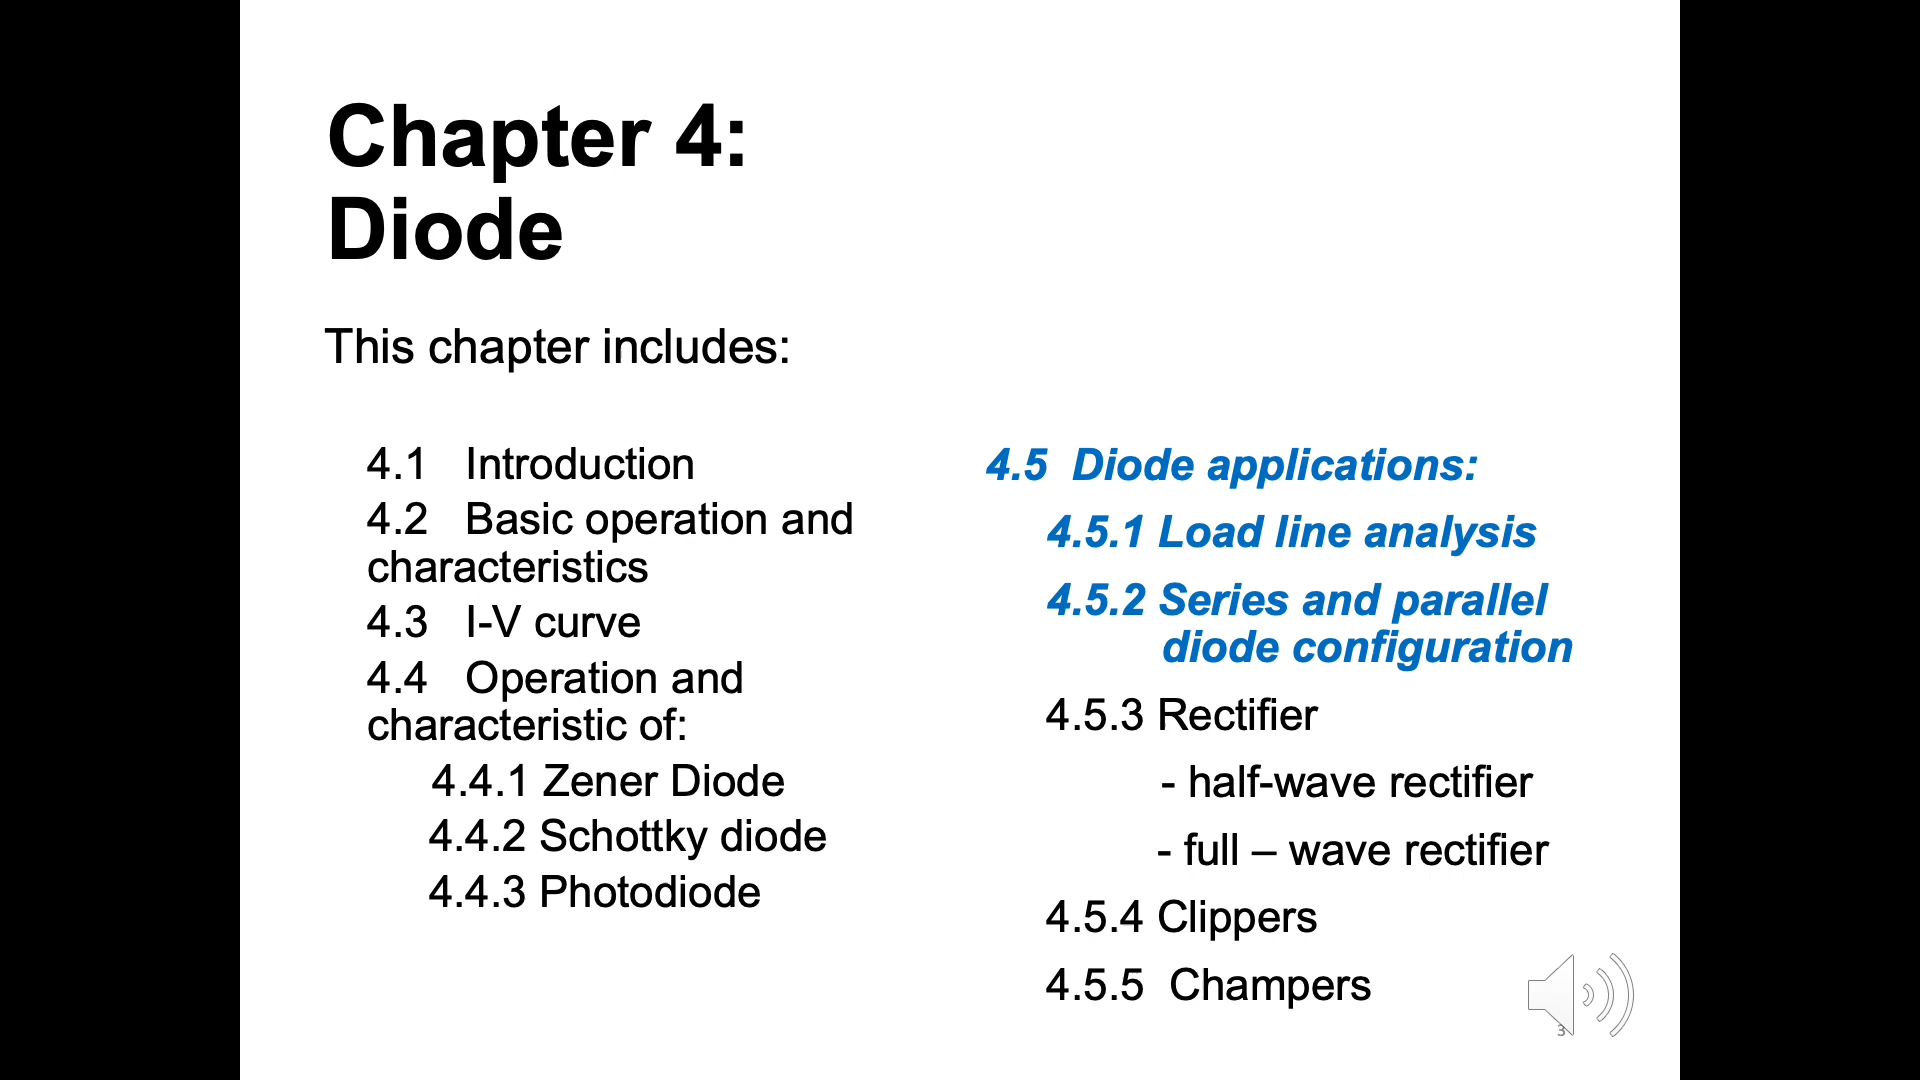 Chapter 4:
Diode
This chapter includes:
4.1 Introduction
4.2 Basic operation and
characteristics
4.3 I-V curve
4.4 Operation and
characteristic of:
4.4.1 Zener Diode
4.4.2 Schottky diode
4.4.3 Photodiode
4.5 Diode applications:
4.5.1 Load line analysis
4.5.2 Series and parallel
diode configuration
4.5.3 Rectifier
- half-wave rectifier
- full – wave rectifier
4.5.4 Clippers
4.5.5 Champers
3